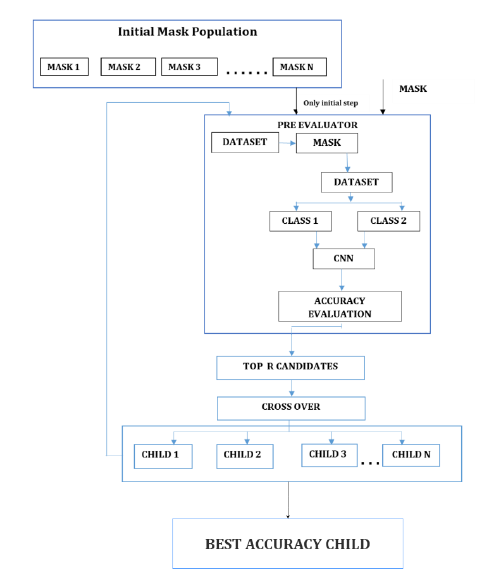 Initial Mask Population
MASK 1 MASK 2 MASK 3 ...... MASK N
Only initial step
MASK
PRE EVALUATOR
DATASET MASK
DATASET
CLASS 1 CLASS 2
CNN
ACCURACY
EVALUATION
TOP R CANDIDATES
CROSS OVER
CHILD 1 CHILD 2 CHILD 3 ... CHILD N
BEST ACCURACY CHILD